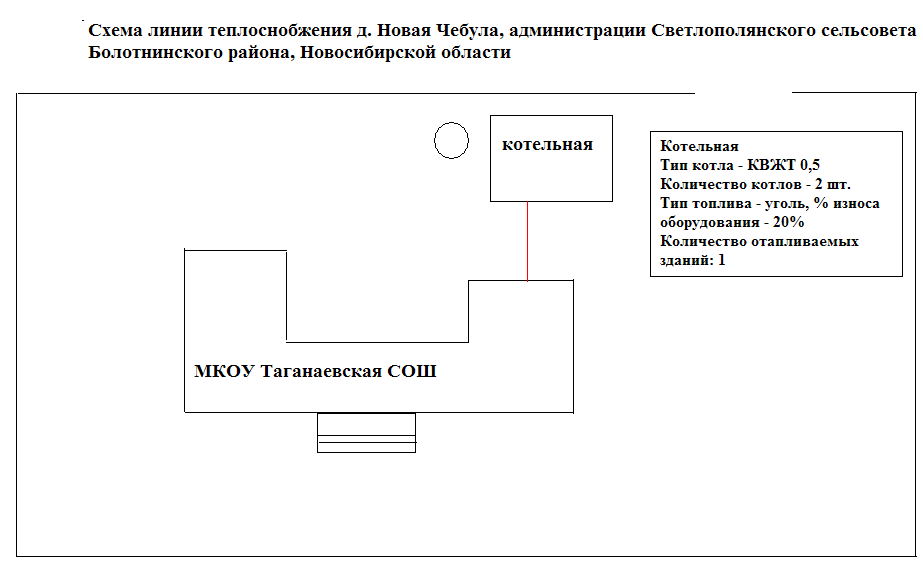 Схема линии теплоснобжения д. Новая Чебула, администрации Светлополянского сельсовета
Болотнинского района, Новосибирской области
котельная
Котельная
Тип котла - КВЖТ 0,5
Количество котлов - 2 шт.
Тип топлива - уголь, % износа
оборудования - 20%
Количество отапливаемых
зданий: 1
МКОУ Таганаевская СОШ